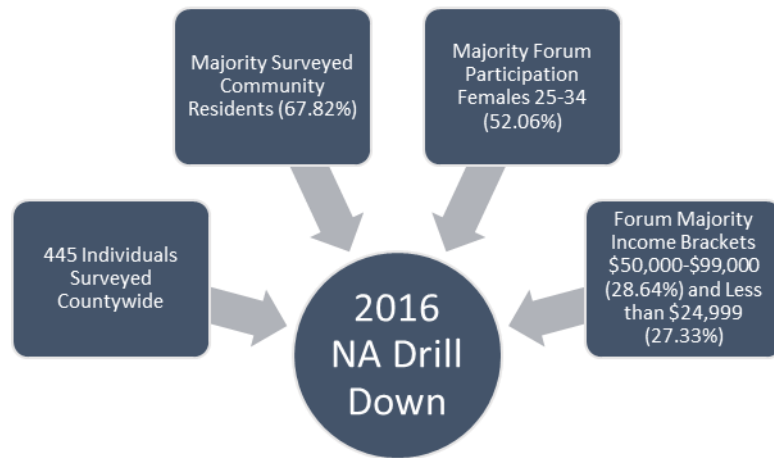 Majority Surveyed
Community
Residents (67.82%)
Majority Forum
Participation
Females 25-34
(52.06%)
445 Individuals
Surveyed
Countywide
Forum Majority
Income Brackets
$50,000-$99,000
(28.64%) and Less
than $24,999
(27.33%)
2016
NA Drill
Down